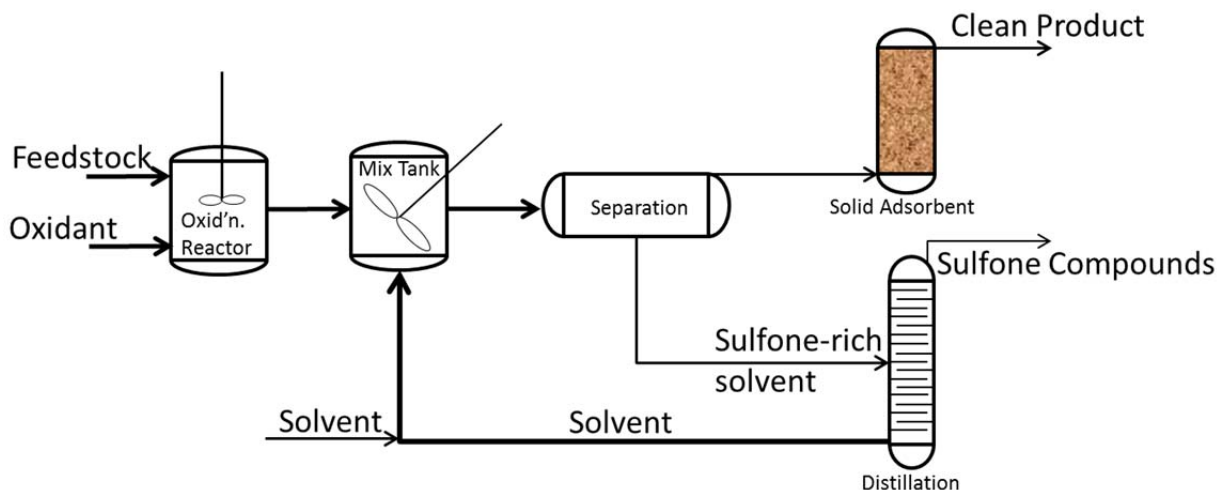 Clean Product
Feedstock
Mix Tank
Oxidant
Oxid'n.
Reactor
Separation
Solid Adsorbent
Sulfone Compounds
Sulfone-rich
solvent
Solvent
Solvent
Distillation